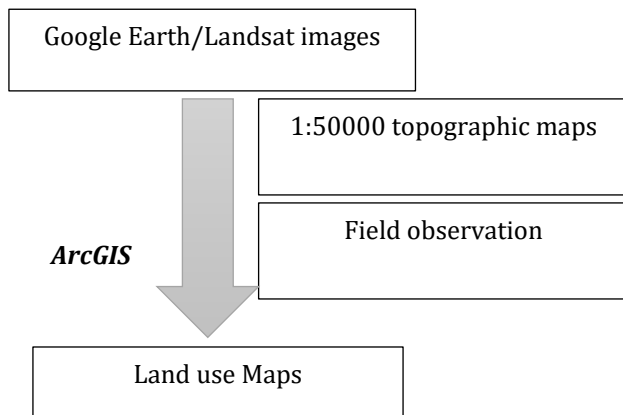 Google Earth/Landsat images
1:50000 topographic maps
Field observation
ArcGIS
Land use Maps